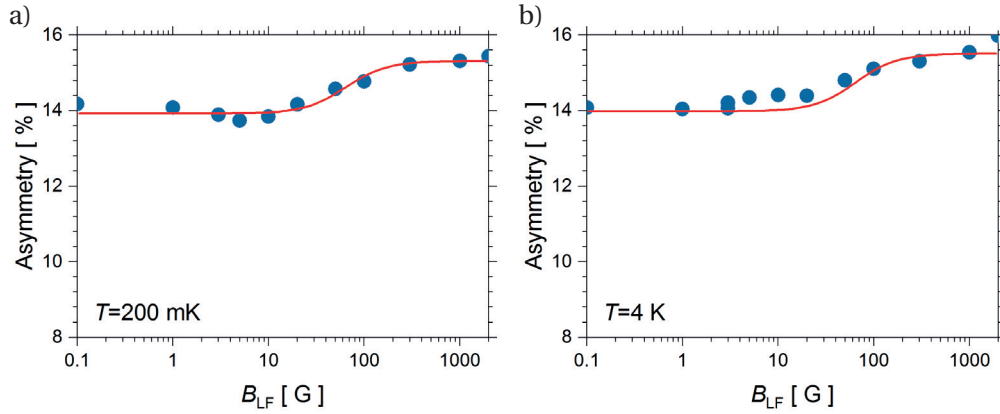 a)
16
14
12
10
8
Asymmetry [ % ]
T=200 mK
0.1 1 10 100 1000
B_LF [ G ]
b)
16
14
12
10
8
Asymmetry [ % ]
T=4 K
0.1 1 10 100 1000
B_LF [ G ]